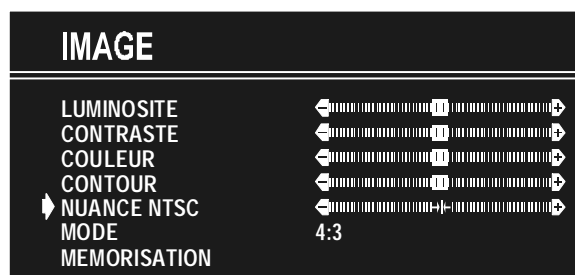 IMAGE
LUMINOSITE
CONTRASTE
COULEUR
CONTOUR
NUANCE NTSC
MODE 4:3
MEMORISATION